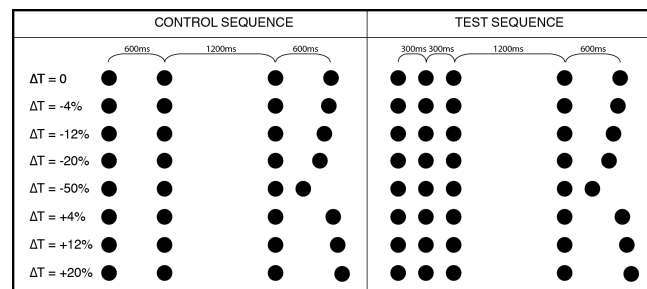 CONTROL SEQUENCE TEST SEQUENCE
600ms 1200ms 600ms 300ms 300ms 1200ms 600ms
ΔT = 0
ΔT = -4%
ΔT = -12%
ΔT = -20%
ΔT = -50%
ΔT = +4%
ΔT = +12%
ΔT = +20%